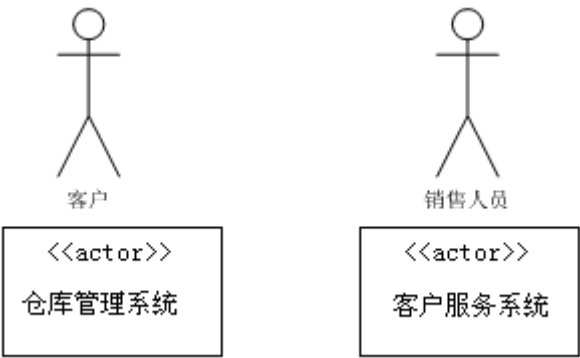 客户
销售人员
<<actor>>
仓库管理系统
<<actor>>
客户服务系统